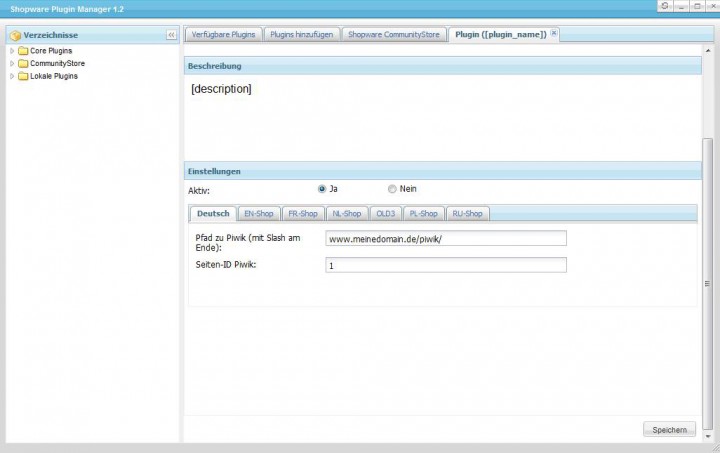 Shopware Plugin Manager 1.2
Verzeichnisse
Core Plugins
CommunityStore
Lokale Plugins
Verfügbare Plugins
Plugins hinzufügen
Shopware CommunityStore
Plugin ([plugin_name])
Beschreibung
[description]
Einstellungen
Aktiv:
Ja
Nein
Deutsch
EN-Shop
FR-Shop
NL-Shop
OLD3
PL-Shop
RU-Shop
Pfad zu Piwik (mit Slash am
Ende):
www.meinedomain.de/piwik/
Seiten-ID Piwik:
1
Speichern